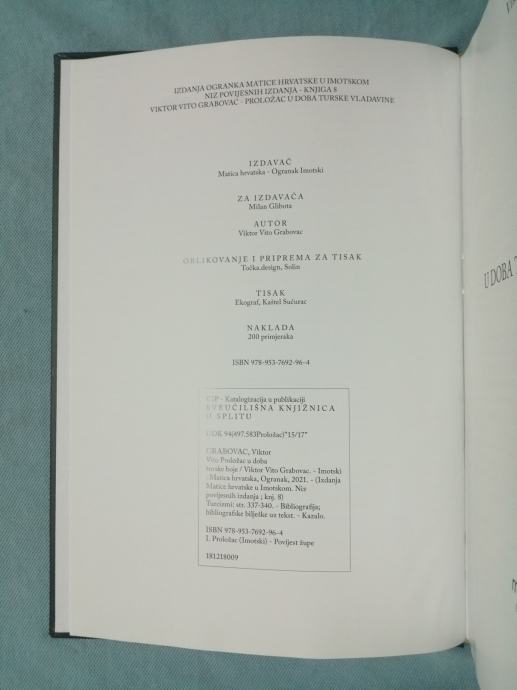 IZDANJA OGRANKA MATICE HRVATSKE U IMOTSKOM
NIZ POVIJESNIH IZDANJA - KNJIGA 8
VIKTOR VITO GRABOVAC - PROLOŽAC U DOBA TURSKE VLADAVINE
IZDAVAČ
Matica hrvatska - Ogranak Imotski
ZA IZDAVAČA
Milan Glibota
AUTOR
Viktor Vito Grabovac
OBLIKOVANJE I PRIPREMA ZA TISAK
Točka.design, Solin
TISAK
Ekograf, Kaštel Sućurac
NAKLADA
200 primjeraka
ISBN 978-953-7692-96-4
CIP - Katalogizacija u publikaciji
SVEUČILIŠNA KNJIŽNICA
U SPLITU
UDK 94(497.583Proložac)"15/17"
GRABOVAC, Viktor
Vito Proložac u doba
turske boje / Viktor Vito Grabovac. - Imotski
: Matica hrvatska, Ogranak, 2021. - (Izdanja
Matice hrvatske u Imotskom. Niz
povijesnih izdanja ; knj. 8)
Turcizmi: str. 337-340. - Bibliografija;
bibliografske bilješke uz tekst. - Kazalo.
ISBN 978-953-7692-96-4
I. Proložac (Imotski) - Povijest župe
181218009
U DOBA